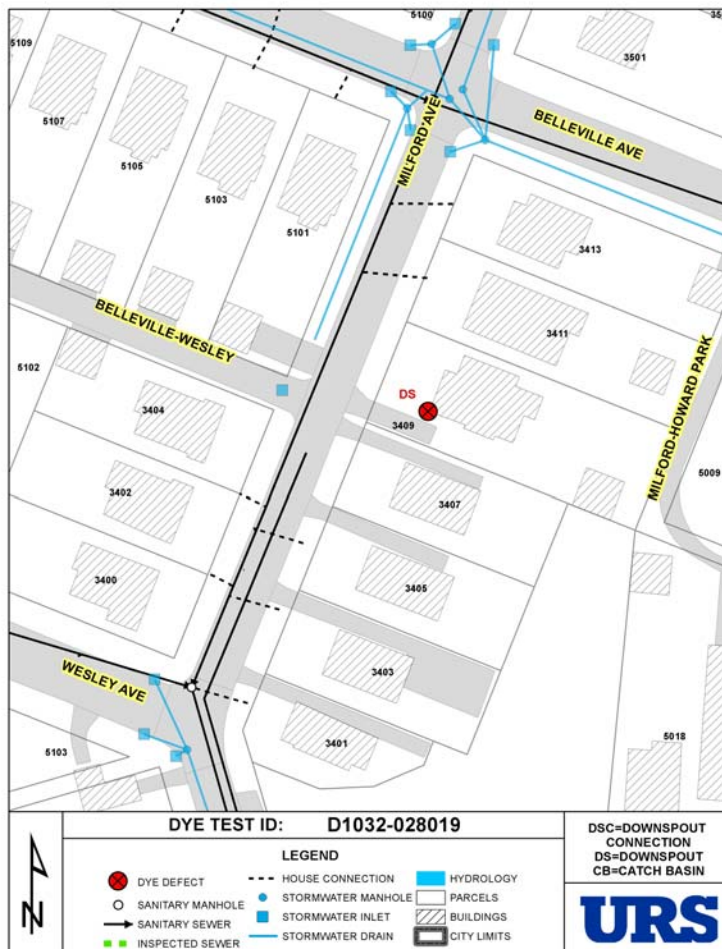 5100
35
5109
3501
5107
BELLEVILLE AVE
5105
MILFORD AVE
5103
5101
3413
3411
BELLEVILLE-WESLEY
MILFORD-HOWARD PARK
5102
3404
DS
3409
5009
3402
3407
3400
3405
WESLEY AVE
3403
5103
3401
5018
DYE TEST ID: D1032-028019
LEGEND
DYE DEFECT
SANITARY MANHOLE
SANITARY SEWER
INSPECTED SEWER
HOUSE CONNECTION
STORMWATER MANHOLE
STORMWATER INLET
STORMWATER DRAIN
HYDROLOGY
PARCELS
BUILDINGS
CITY LIMITS
N
DSC=DOWNSPOUT
CONNECTION
DS=DOWNSPOUT
CB=CATCH BASIN
URS